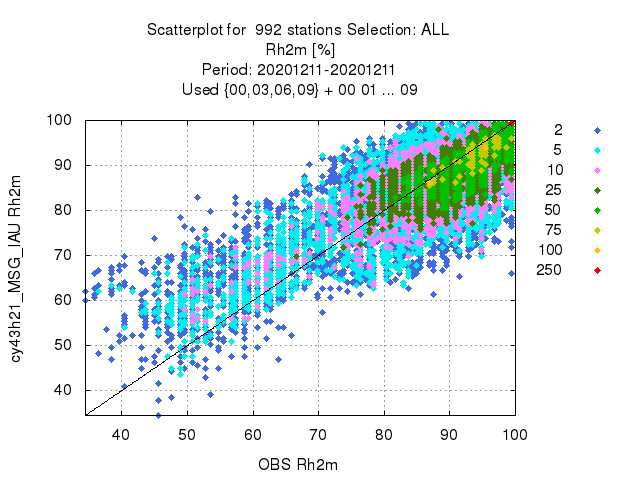 Scatterplot for 992 stations Selection: ALL
Rh2m [%]
Period: 20201211-20201211
Used {00,03,06,09} + 00 01 ... 09
100
90
80
70
60
50
40
cy43h21_MSG_IAU Rh2m
40 50 60 70 80 90 100
OBS Rh2m
2
5
10
25
50
75
100
250